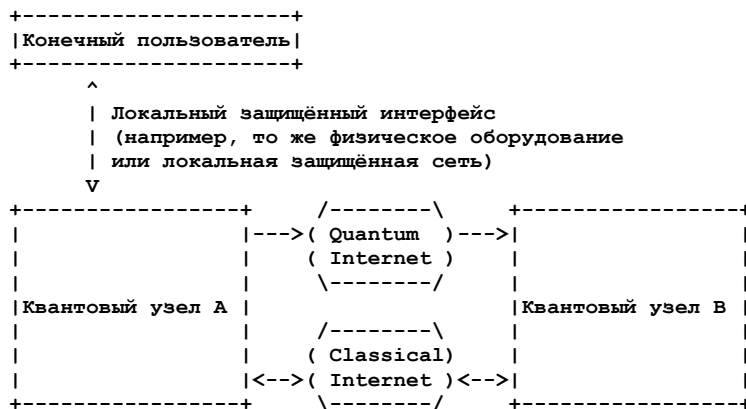 Конечный пользователь
Локальный защищённый интерфейс
(например, то же физическое оборудование
или локальная защищённая сеть)
Quantum
Internet
Квантовый узел A
Квантовый узел B
Classical
Internet